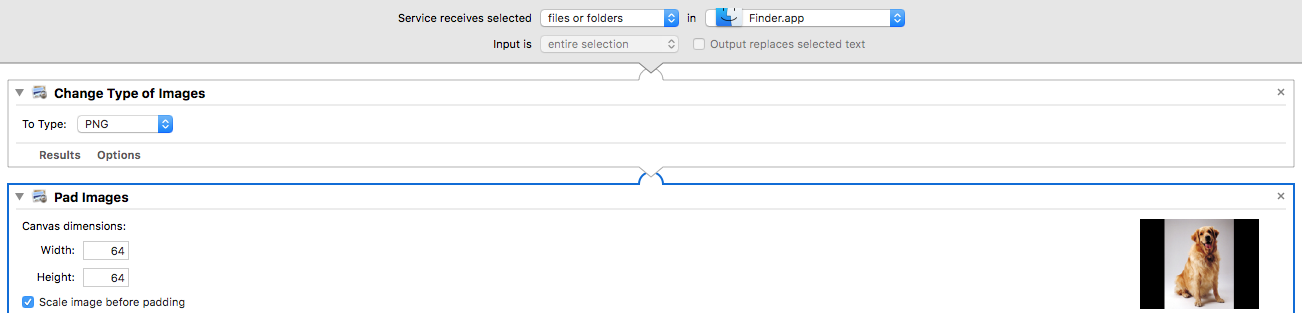 Service receives selected files or folders in Finder.app
Input is entire selection Output replaces selected text
Change Type of Images
To Type: PNG
Results Options
Pad Images
Canvas dimensions:
Width: 64
Height: 64
Scale image before padding